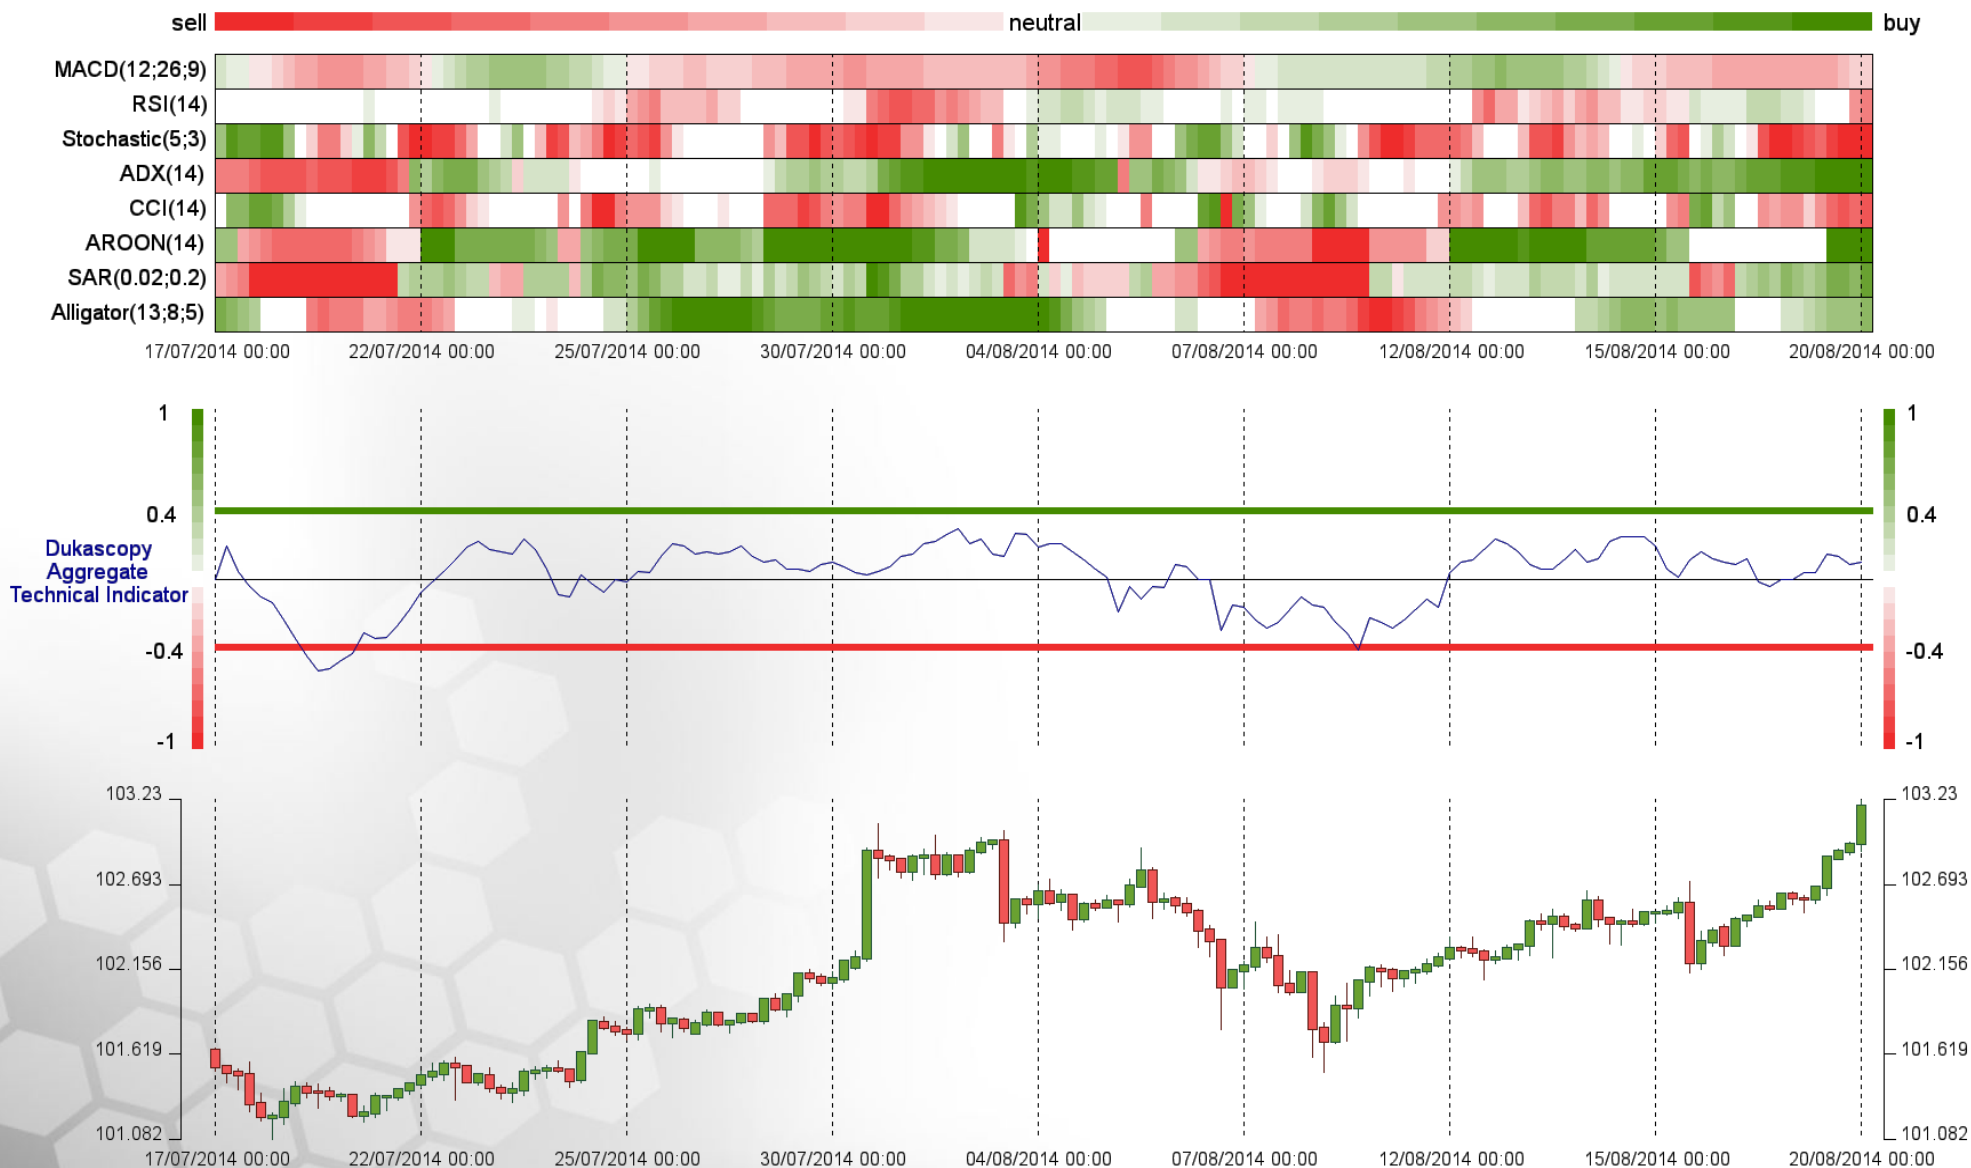 sell neutral buy
MACD(12;26;9)
RSI(14)
Stochastic(5;3)
ADX(14)
CCI(14)
AROON(14)
SAR(0.02;0.2)
Alligator(13;8;5)
17/07/2014 00:00 22/07/2014 00:00 25/07/2014 00:00 30/07/2014 00:00 04/08/2014 00:00 07/08/2014 00:00 12/08/2014 00:00 15/08/2014 00:00 20/08/2014 00:00
1 1
0.4 0.4
Dukascopy
Aggregate
Technical Indicator
-0.4 -0.4
-1 -1
103.23 103.23
102.693 102.693
102.156 102.156
101.619 101.619
101.082 101.082
17/07/2014 00:00 22/07/2014 00:00 25/07/2014 00:00 30/07/2014 00:00 04/08/2014 00:00 07/08/2014 00:00 12/08/2014 00:00 15/08/2014 00:00 20/08/2014 00:00